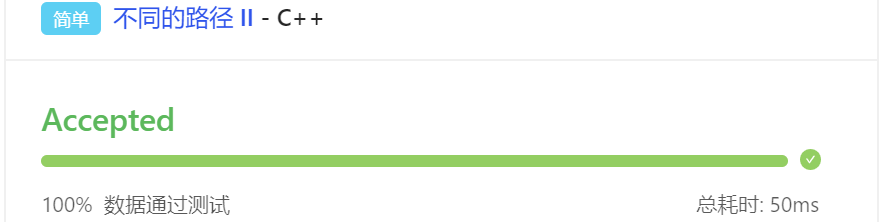 简单 不同的路径 II - C++
Accepted
100% 数据通过测试 总耗时: 50ms